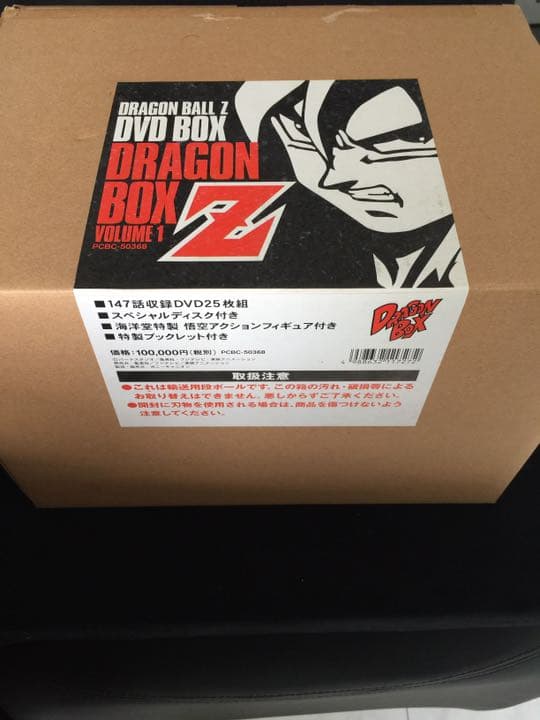 DRAGON BALL Z
DVD BOX
DRAGON
BOX
Z
VOLUME 1
PCBC-50368
■147話収録DVD25枚組
■スペシャルディスク付き
■海洋堂特製 悟空アクションフィギュア付き
■特製ブックレット付き
DRAGON
BOX
価格:100,000円(税別) PCBC-50368
4 988632 117272
取扱注意
●これは輸送用段ボールです。この箱の汚れ・破損等による
お取り替えはできません。悪しからずご了承ください。
●開封に刃物を使用される場合は、商品を傷つけないよう
注意してください。